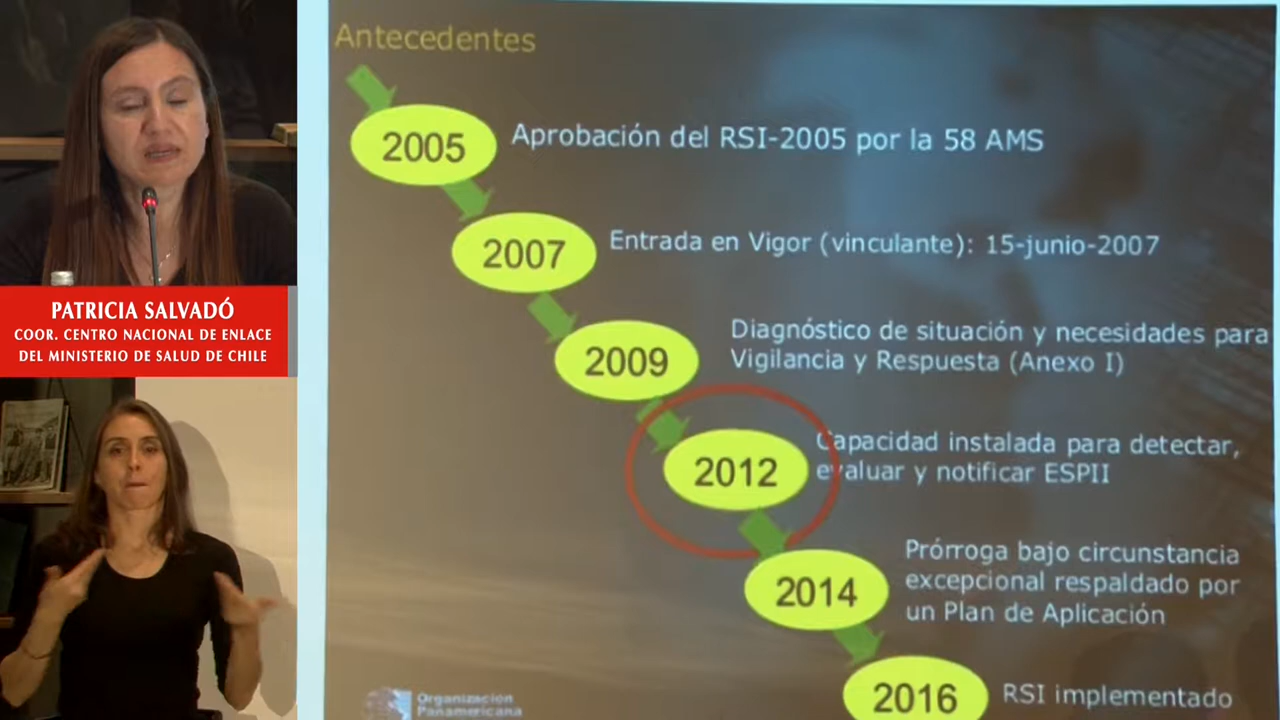 PATRICIA SALVADÓ
COOR. CENTRO NACIONAL DE ENLACE
DEL MINISTERIO DE SALUD DE CHILE
Antecedentes
2005
Aprobación del RSI-2005 por la 58 AMS
2007
Entrada en Vigor (vinculante): 15-junio-2007
2009
Diagnóstico de situación y necesidades para
Vigilancia y Respuesta (Anexo I)
2012
Capacidad instalada para detectar,
evaluar y notificar ESPII
2014
Prórroga bajo circunstancia
excepcional respaldado por
un Plan de Aplicación
2016
RSI implementado
Organización
Panamericana